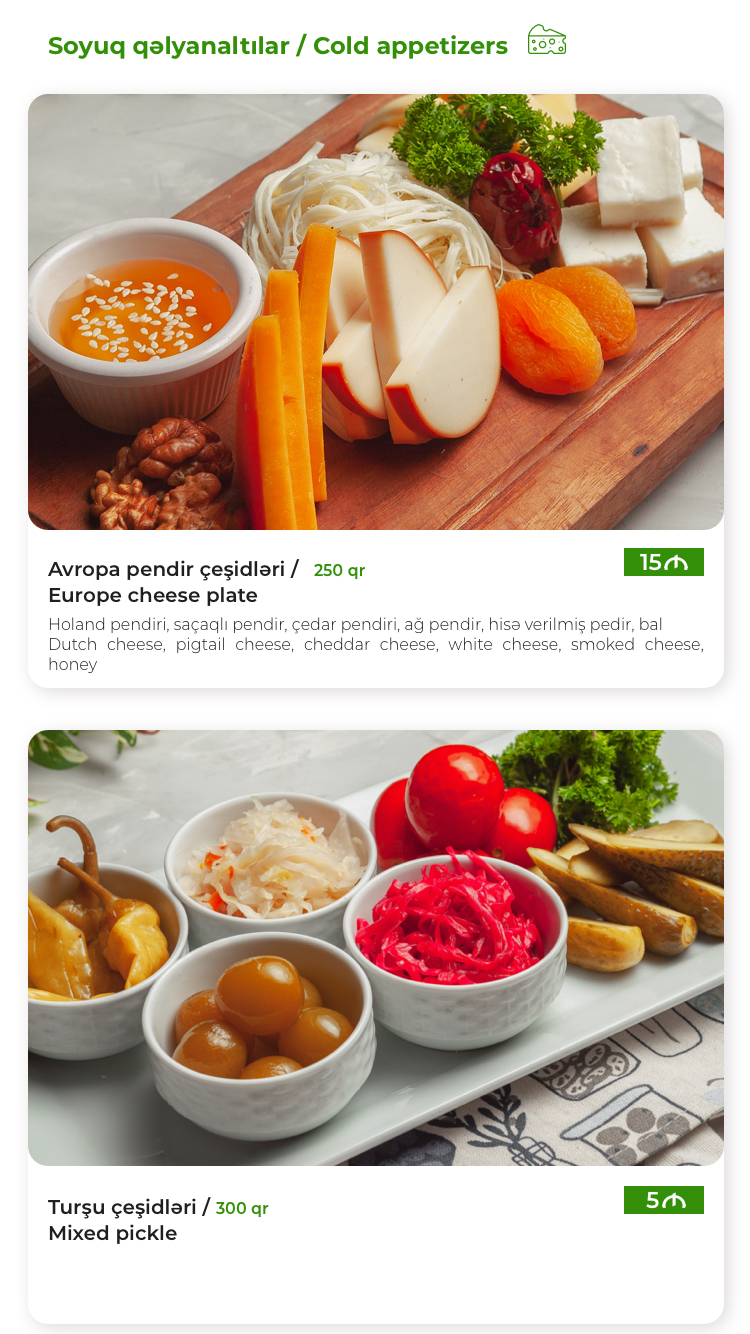 Soyuq qəlyanaltılar / Cold appetizers
Avropa pendir çeşidləri / 250 qr
15₼
Europe cheese plate
Holand pendiri, saçaqlı pendir, çedar pendiri, ağ pendir, hisə verilmiş pedir, bal
Dutch cheese, pigtail cheese, cheddar cheese, white cheese, smoked cheese,
honey
Turşu çeşidləri / 300 qr
5₼
Mixed pickle